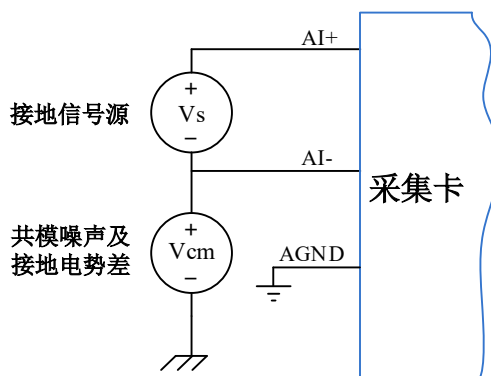 AI+
+
接地信号源
Vs
−
AI-
采集卡
共模噪声及
接地电势差
+
Vcm
−
AGND